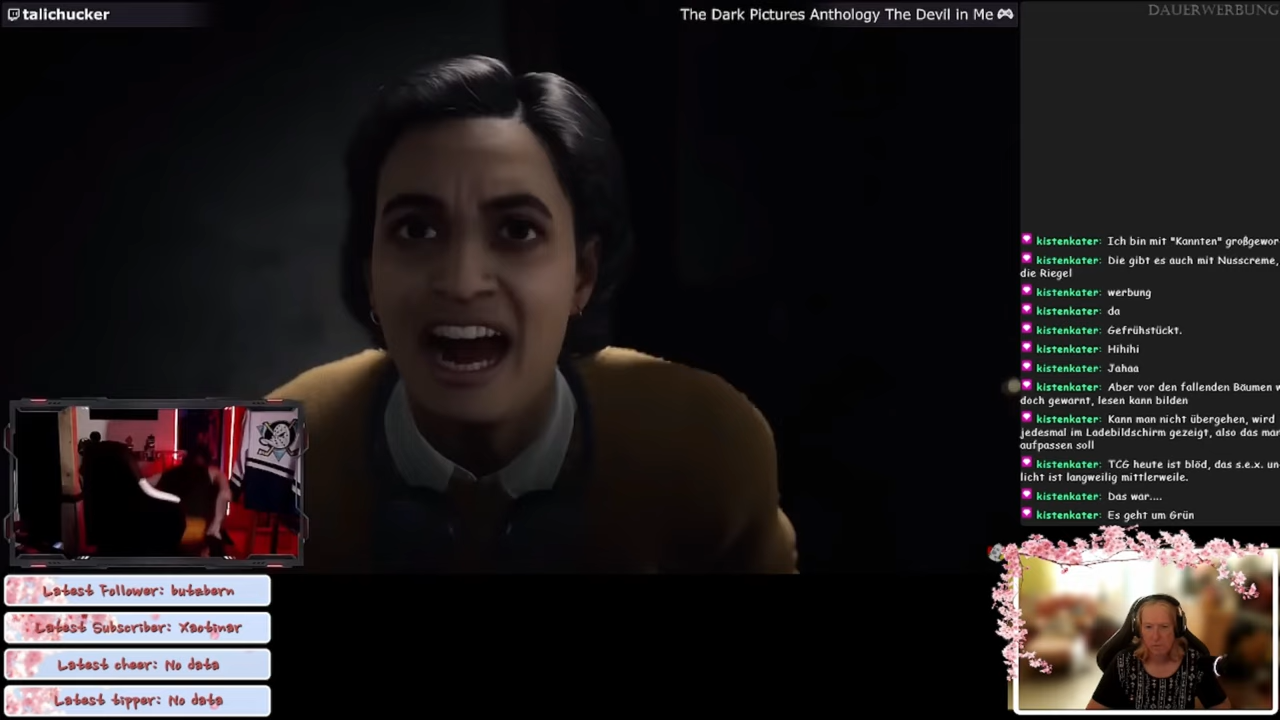 talichucker
The Dark Pictures Anthology The Devil in Me
DAUERWERBUNG
kistenkater: Ich bin mit "Kannten" großgewor
kistenkater: Die gibt es auch mit Nusscreme,
die Riegel
kistenkater: werbung
kistenkater: da
kistenkater: Gefrühstückt.
kistenkater: Hihihi
kistenkater: Jahaa
kistenkater: Aber vor den fallenden Bäumen w
doch gewarnt, lesen kann bilden
kistenkater: Kann man nicht übergehen, wird
jedesmal im Ladebildschirm gezeigt, also das man
aufpassen soll
kistenkater: TCG heute ist blöd, das s.e.x. un
licht ist langweilig mittlerweile.
kistenkater: Das war....
kistenkater: Es geht um Grün
Latest Follower: butzbern
Latest Subscriber: Xaotinar
Latest cheer: No data
Latest tipper: No data